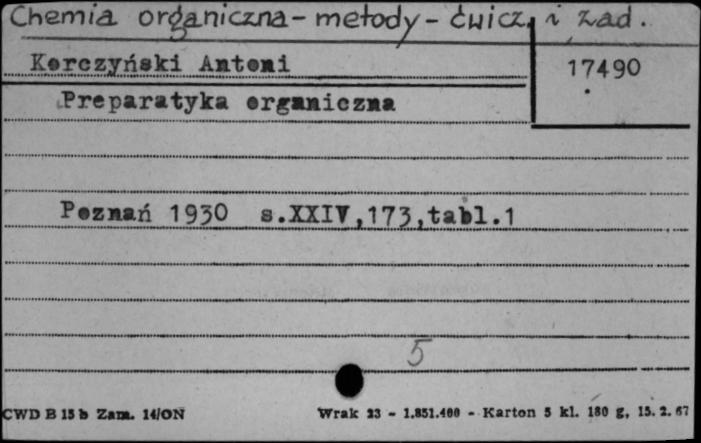 Chemia organiczna - metody - ćwicz. i zad.
Korczyński Antoni
17490
Preparatyka organiczna
Poznań 1930 s.XXIV,173,tabl.1
5
CWD B 15 b Zam. 14/ON
Wrak 23 - 1.851.400 - Karton 5 kl. 180 g, 15. 2. 67